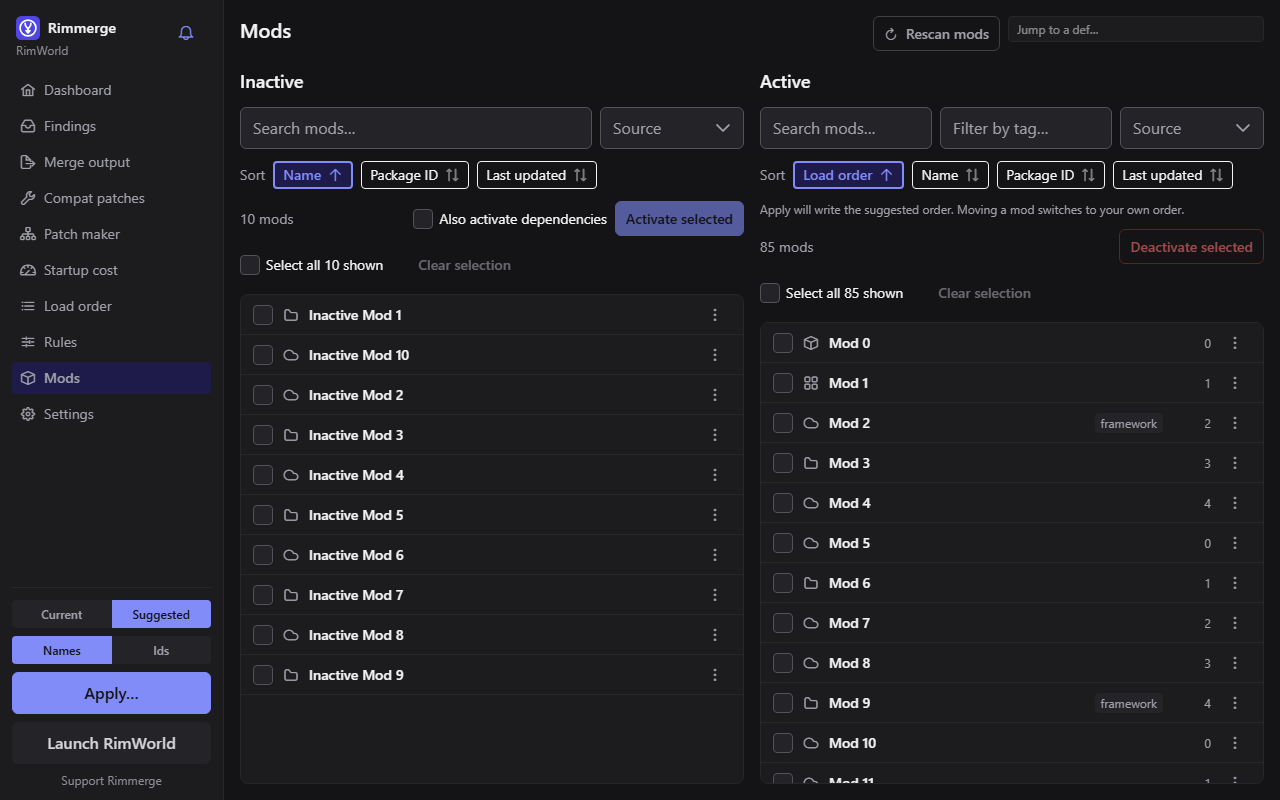 Rimmerge
RimWorld
Dashboard
Findings
Merge output
Compat patches
Patch maker
Startup cost
Load order
Rules
Mods
Settings
Current Suggested
Names Ids
Apply...
Launch RimWorld
Support Rimmerge
Mods
Rescan mods
Jump to a def...
Inactive
Search mods...
Source
Sort Name Package ID Last updated
10 mods
Also activate dependencies
Activate selected
Select all 10 shown
Clear selection
Inactive Mod 1
Inactive Mod 10
Inactive Mod 2
Inactive Mod 3
Inactive Mod 4
Inactive Mod 5
Inactive Mod 6
Inactive Mod 7
Inactive Mod 8
Inactive Mod 9
Active
Search mods...
Filter by tag...
Source
Sort Load order Name Package ID Last updated
Apply will write the suggested order. Moving a mod switches to your own order.
85 mods
Deactivate selected
Select all 85 shown
Clear selection
Mod 0 0
Mod 1 1
Mod 2 framework 2
Mod 3 3
Mod 4 4
Mod 5 0
Mod 6 1
Mod 7 2
Mod 8 3
Mod 9 framework 4
Mod 10 0
Mod 11 1